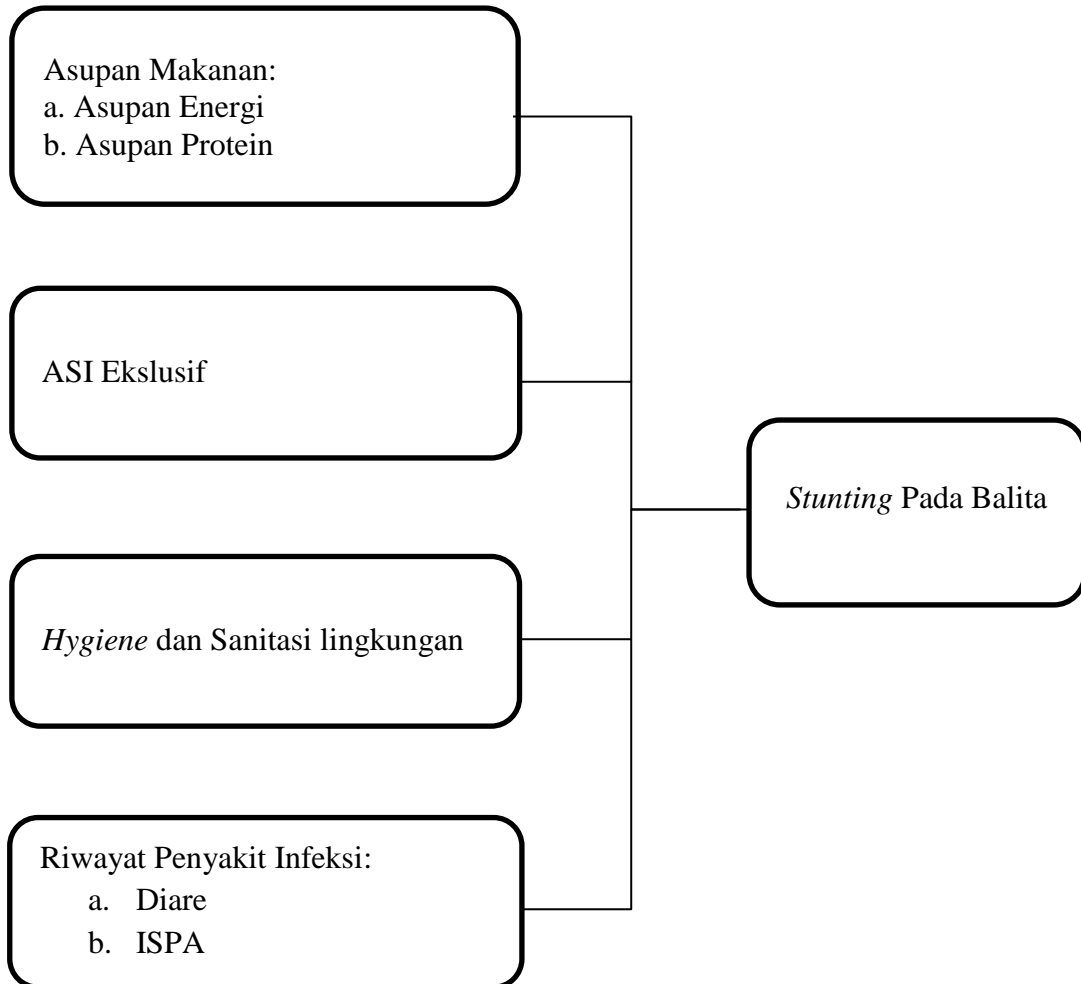 Asupan Makanan:
a. Asupan Energi
b. Asupan Protein
ASI Ekslusif
Stunting Pada Balita
Hygiene dan Sanitasi lingkungan
Riwayat Penyakit Infeksi:
a. Diare
b. ISPA